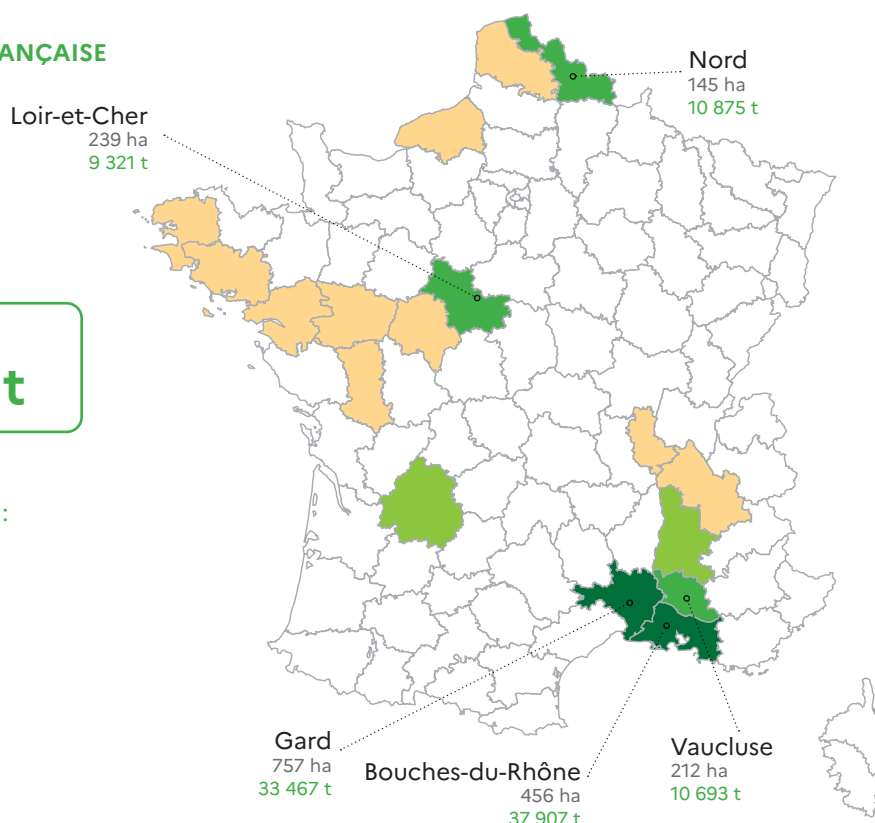 ANÇAISE
Nord
145 ha
10 875 t
Loir-et-Cher
239 ha
9 321 t
t
:
Gard
757 ha
33 467 t
Bouches-du-Rhône
456 ha
37 907 t
Vaucluse
212 ha
10 693 t